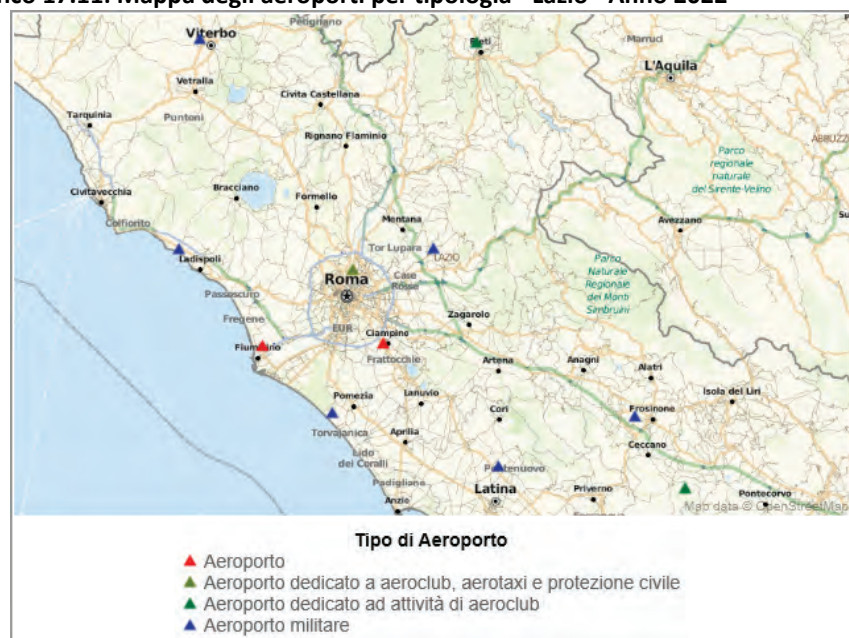 nco 17.11. Mappa degli aeroporti per tipologia - Lazio - Anno 2022
Viterbo
Marruci
L'Aquila
Vetralla
Civita Castellana
Puntoni
Tarquinia
Rignano Flaminio
ABRUZZO
Parco
regionale
naturale
del Sirente-Velino
Civitavecchia
Bracciano
Formello
Colfiorito
Mentana
Avezzano
Su
Tor Lupara
LAZIO
Ladispoli
Parco
Naturale
Regionale
dei Monti
Simbruini
Roma
Case
Rosse
Passoscuro
Fregene
Zagarolo
EUR
Ciampino
Fiumicino
Frattocchie
Artena
Anagni
Alatri
Pomezia
Lanuvio
Isola del Liri
Cori
Frosinone
Torvajanica
Aprilia
Ceccano
Lido
dei Coralli
Padiglione
Latina
Priverno
Pontecorvo
Anzio
Map data © OpenStreetMap
Tipo di Aeroporto
Aeroporto
Aeroporto dedicato a aeroclub, aerotaxi e protezione civile
Aeroporto dedicato ad attività di aeroclub
Aeroporto militare